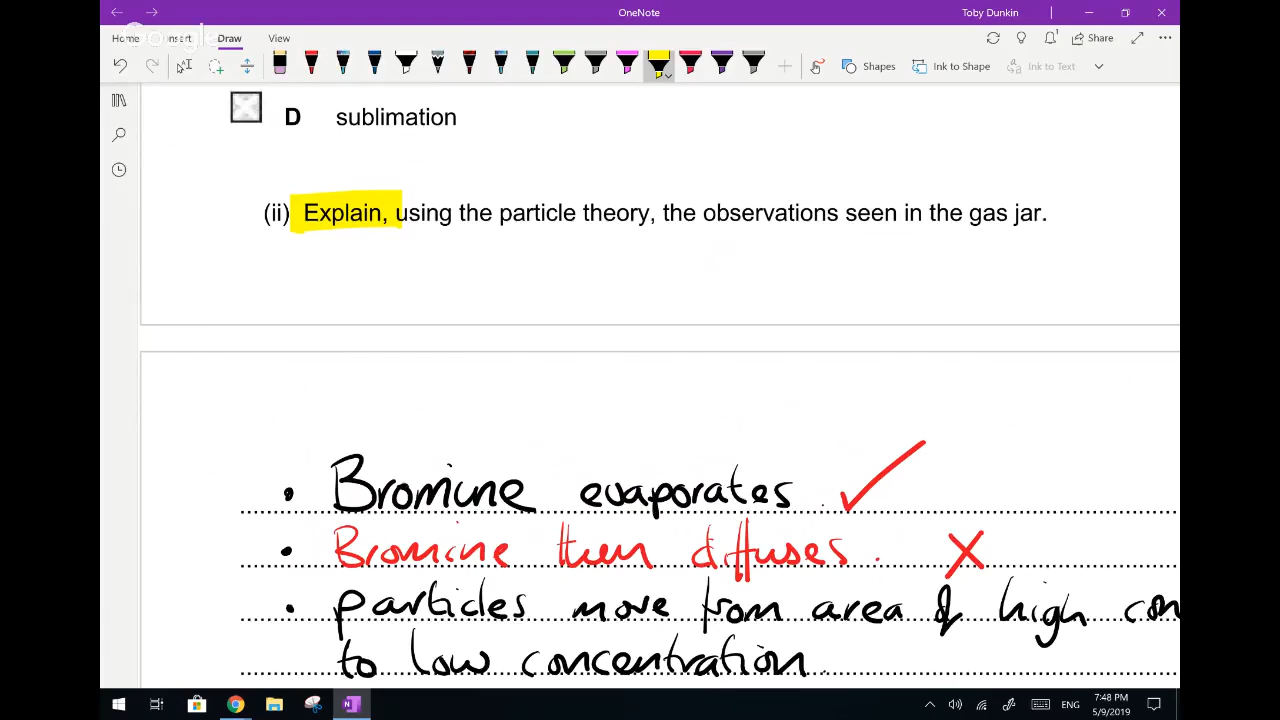 OneNote
Toby Dunkin
Google
Home Insert Draw View
Share
Shapes Ink to Shape Ink to Text
D sublimation
(ii) Explain, using the particle theory, the observations seen in the gas jar.
• Bromine evaporates.
• Bromine then diffuses.
• particles move from area of high con
to low concentration.
ENG
7:48 PM
5/9/2019